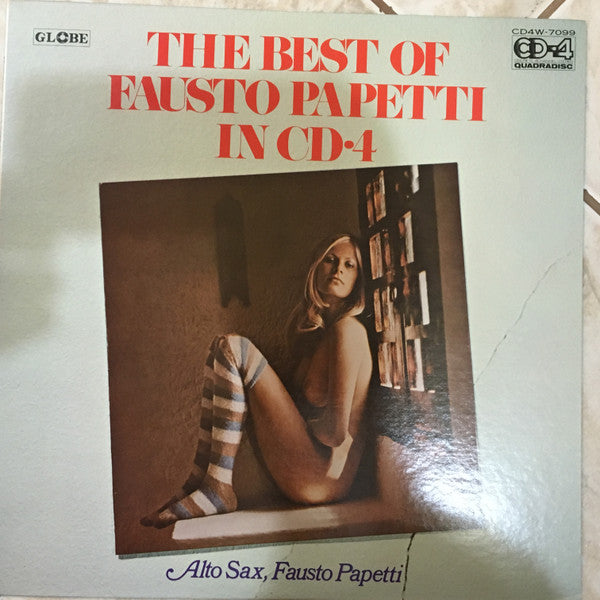 GLOBE
CD4W-7099
CD-4
QUADRADISC
THE BEST OF
FAUSTO PAPETTI
IN CD·4
Alto Sax, Fausto Papetti